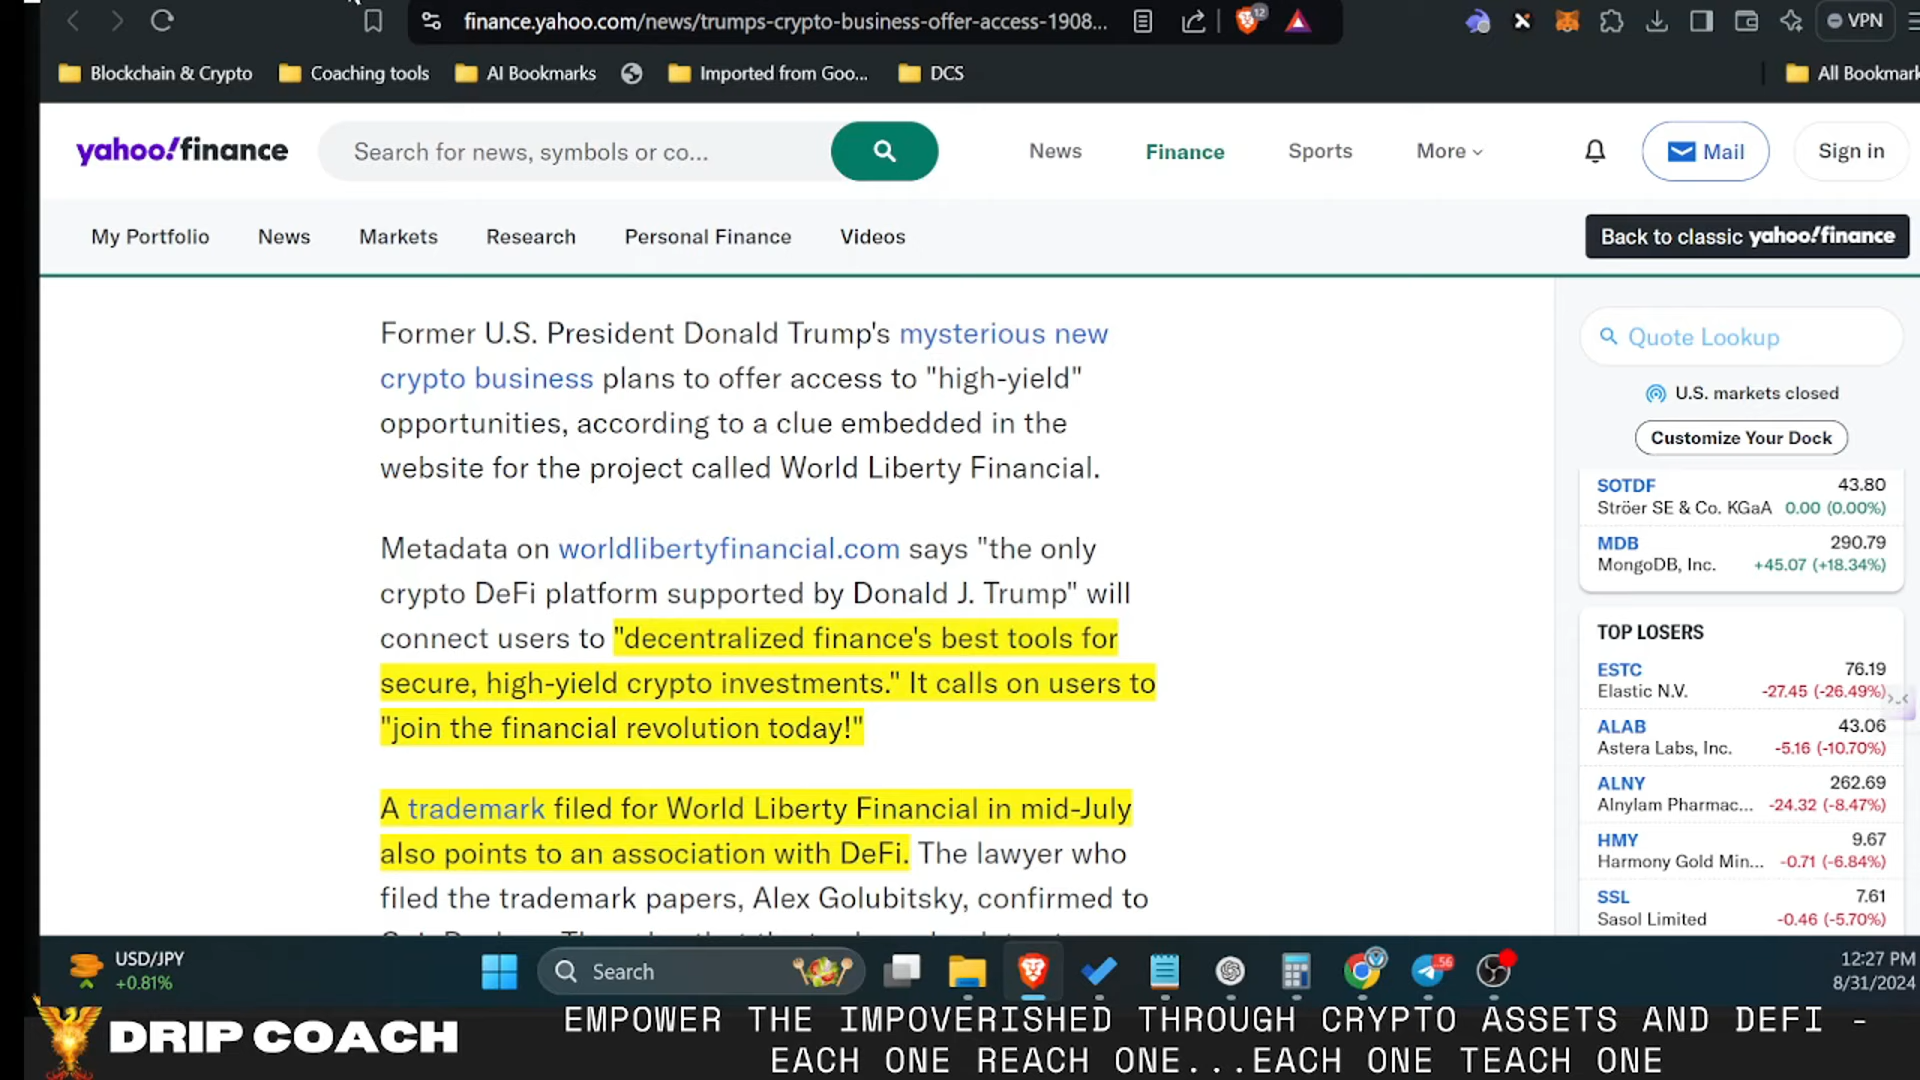 finance.yahoo.com/news/trumps-crypto-business-offer-access-1908...
12
VPN
Blockchain & Crypto
Coaching tools
AI Bookmarks
Imported from Goo...
DCS
All Bookmark
yahoo!finance
Search for news, symbols or co...
News
Finance
Sports
More
Mail
Sign in
My Portfolio
News
Markets
Research
Personal Finance
Videos
Back to classic yahoo!finance
Former U.S. President Donald Trump's mysterious new
crypto business plans to offer access to "high-yield"
opportunities, according to a clue embedded in the
website for the project called World Liberty Financial.
Metadata on worldlibertyfinancial.com says "the only
crypto DeFi platform supported by Donald J. Trump" will
connect users to "decentralized finance's best tools for
secure, high-yield crypto investments." It calls on users to
"join the financial revolution today!"
A trademark filed for World Liberty Financial in mid-July
also points to an association with DeFi. The lawyer who
filed the trademark papers, Alex Golubitsky, confirmed to
Quote Lookup
U.S. markets closed
Customize Your Dock
SOTDF 43.80
Ströer SE & Co. KGaA 0.00 (0.00%)
MDB 290.79
MongoDB, Inc. +45.07 (+18.34%)
TOP LOSERS
ESTC 76.19
Elastic N.V. -27.45 (-26.49%)
ALAB 43.06
Astera Labs, Inc. -5.16 (-10.70%)
ALNY 262.69
Alnylam Pharmac... -24.32 (-8.47%)
HMY 9.67
Harmony Gold Min... -0.71 (-6.84%)
SSL 7.61
Sasol Limited -0.46 (-5.70%)
USD/JPY
+0.81%
Search
56
12:27 PM
8/31/2024
DRIP COACH
EMPOWER THE IMPOVERISHED THROUGH CRYPTO ASSETS AND DEFI -
EACH ONE REACH ONE...EACH ONE TEACH ONE